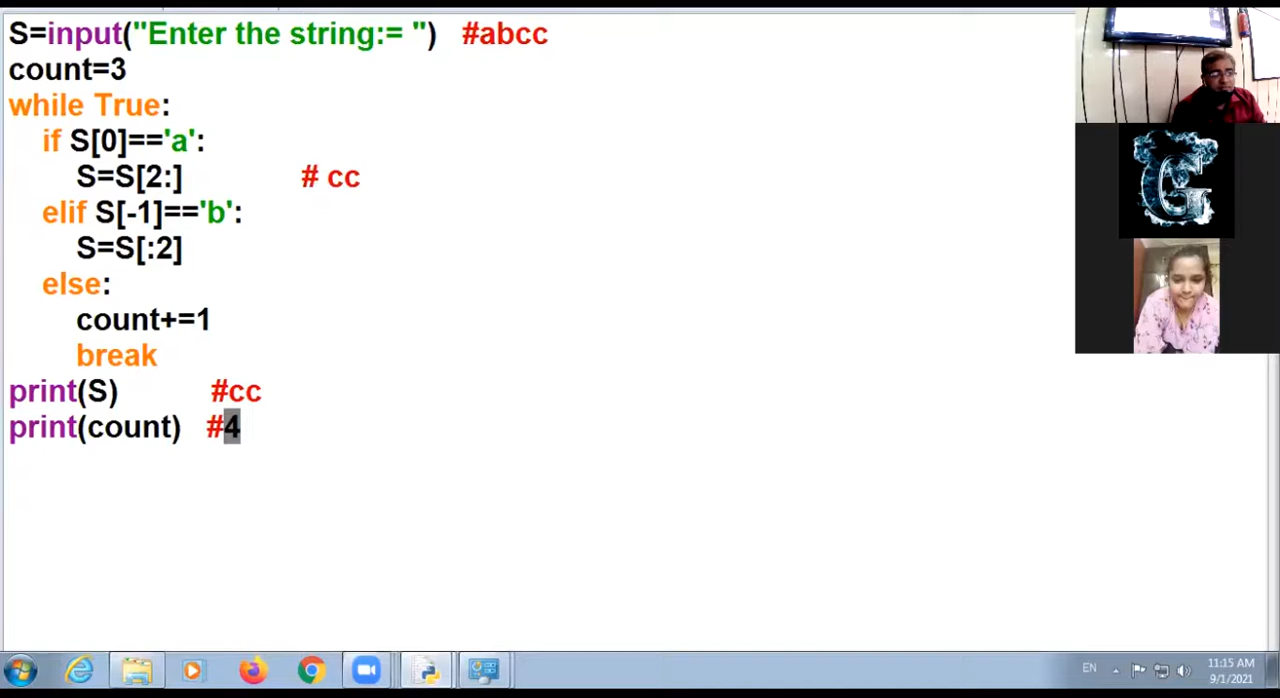 S=input("Enter the string:= ") #abcc
count=3
while True:
if S[0]=='a':
S=S[2:] # cc
elif S[-1]=='b':
S=S[:2]
else:
count+=1
break
print(S) #cc
print(count) #4
G
EN
11:15 AM
9/1/2021